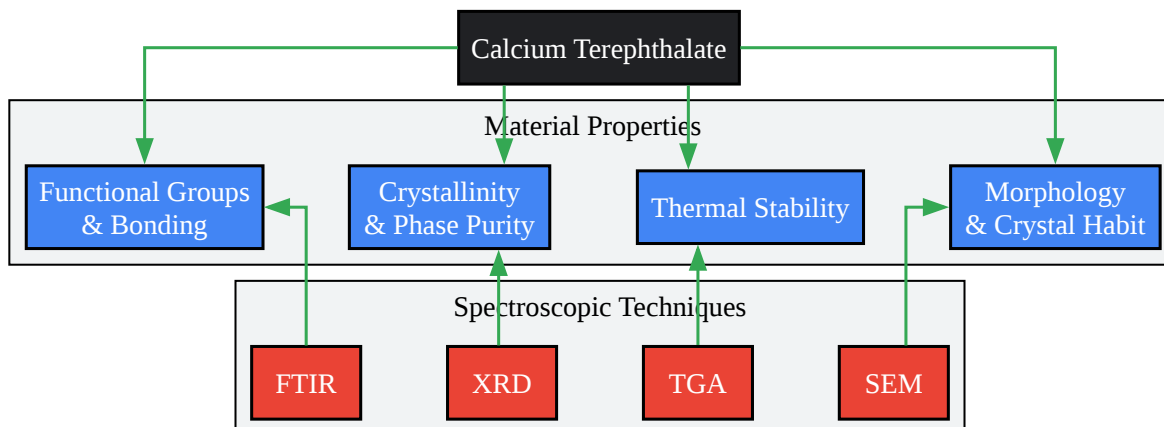 Calcium Terephthalate
Material Properties
Functional Groups
& Bonding
Crystallinity
& Phase Purity
Thermal Stability
Morphology
& Crystal Habit
Spectroscopic Techniques
FTIR
XRD
TGA
SEM